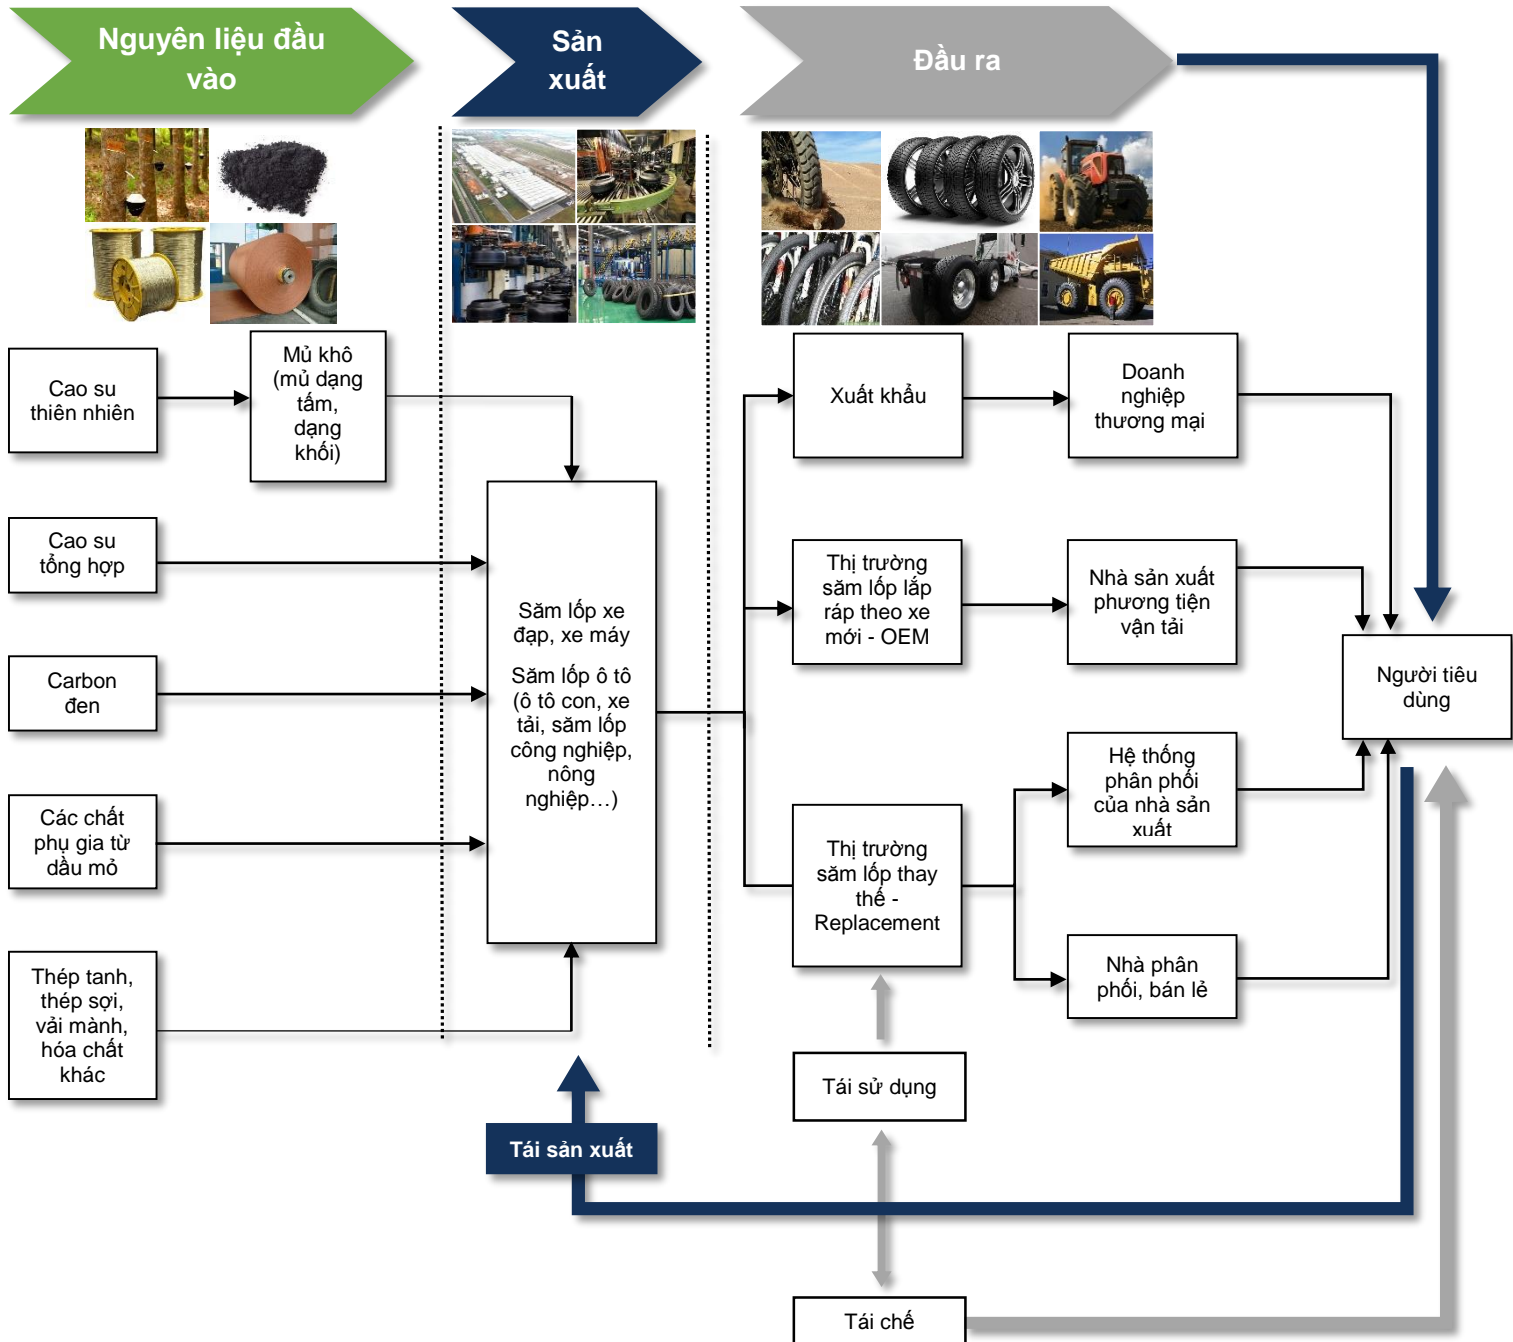 Nguyên liệu đầu
vào
Sản
xuất
Đầu ra
Cao su
thiên nhiên
Mủ khô
(mủ dạng
tấm,
dạng
khối)
Cao su
tổng hợp
Carbon
đen
Các chất
phụ gia từ
dầu mỏ
Thép tanh,
thép sợi,
vải mành,
hóa chất
khác
Săm lốp xe
đạp, xe máy
Săm lốp ô tô
(ô tô con, xe
tải, săm lốp
công nghiệp,
nông
nghiệp…)
Tái sản xuất
Xuất khẩu
Doanh
nghiệp
thương mại
Thị trường
săm lốp lắp
ráp theo xe
mới - OEM
Nhà sản xuất
phương tiện
vận tải
Thị trường
săm lốp thay
thế -
Replacement
Hệ thống
phân phối
của nhà sản
xuất
Nhà phân
phối, bán lẻ
Người tiêu
dùng
Tái sử dụng
Tái chế